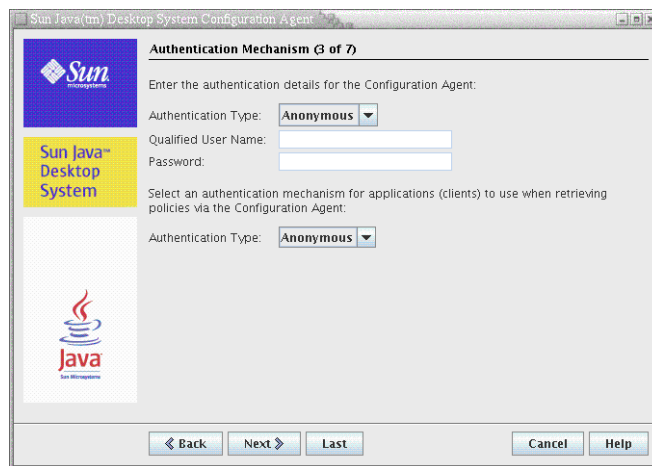 Sun Java(tm) Desktop System Configuration Agent
Sun
microsystems
Sun Java™
Desktop
System
Java
Sun Microsystems
Authentication Mechanism (3 of 7)
Enter the authentication details for the Configuration Agent:
Authentication Type: Anonymous
Qualified User Name:
Password:
Select an authentication mechanism for applications (clients) to use when retrieving
policies via the Configuration Agent:
Authentication Type: Anonymous
Back Next Last Cancel Help